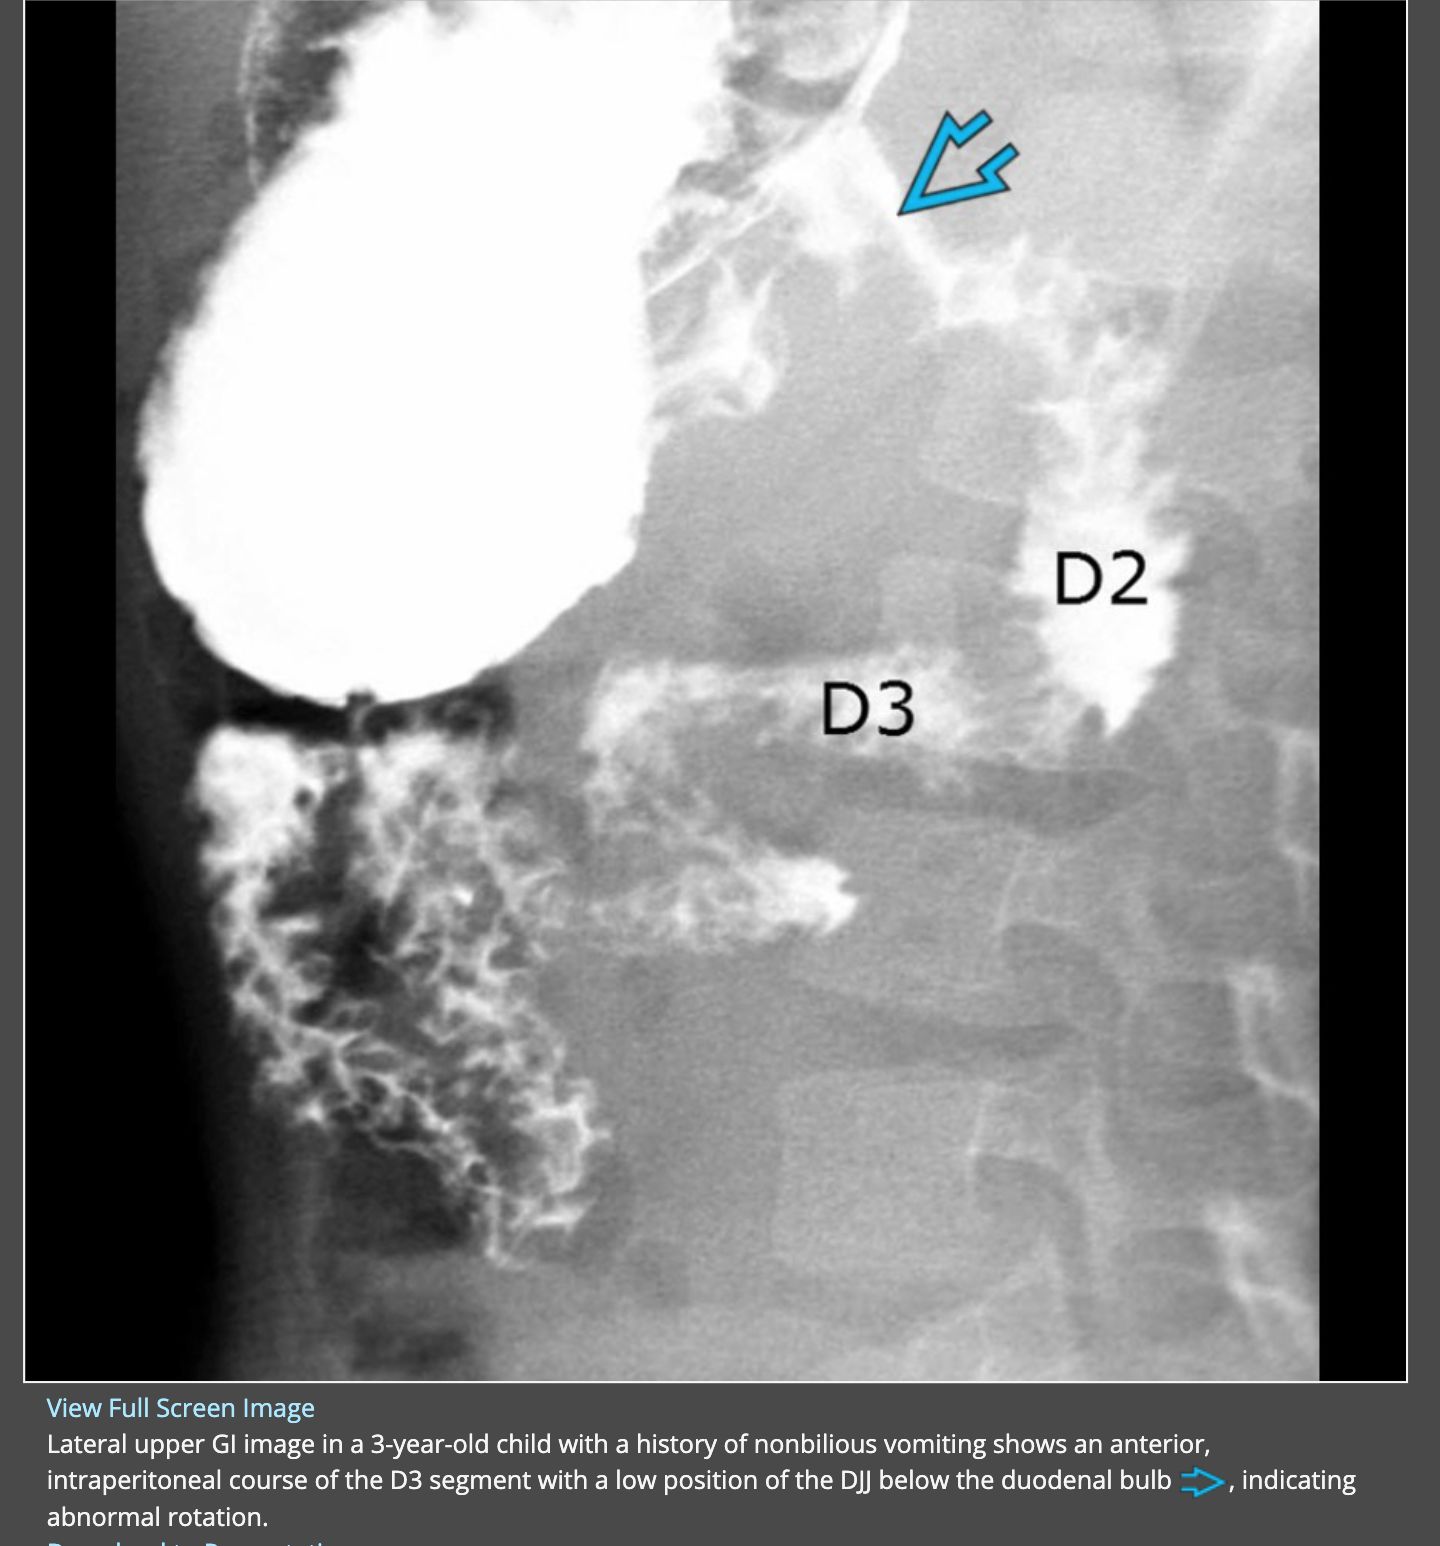 D2
D3
View Full Screen Image
Lateral upper GI image in a 3-year-old child with a history of nonbilious vomiting shows an anterior,
intraperitoneal course of the D3 segment with a low position of the DJJ below the duodenal bulb , indicating
abnormal rotation.